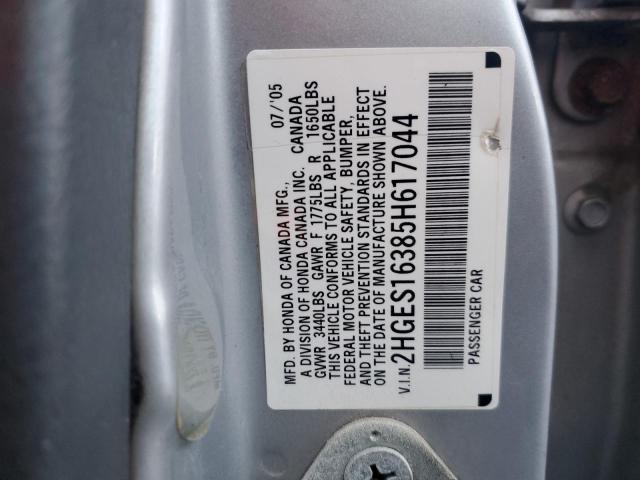 MFD. BY HONDA OF CANADA MFG., 07/'05
A DIVISION OF HONDA CANADA INC. CANADA
GVWR 3440LBS GAWR F 1775LBS R 1650LBS
THIS VEHICLE CONFORMS TO ALL APPLICABLE
FEDERAL MOTOR VEHICLE SAFETY, BUMPER,
AND THEFT PREVENTION STANDARDS IN EFFECT
ON THE DATE OF MANUFACTURE SHOWN ABOVE.
V.I.N. 2HGES16385H617044
PASSENGER CAR